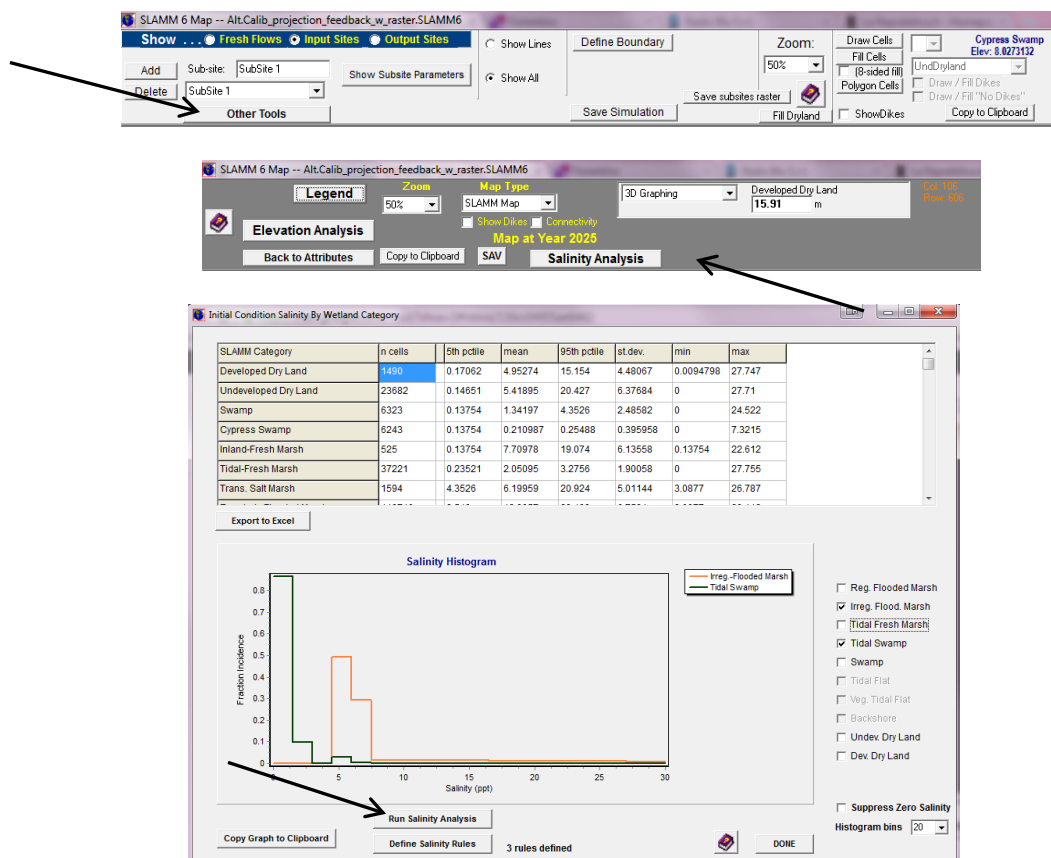 SLAMM 6 Map -- Alt.Calib_projection_feedback_w_raster.SLAMM6
Show . . . Fresh Flows Input Sites Output Sites
Add Sub-site: SubSite 1 Show Subsite Parameters
Delete SubSite 1
Other Tools
Show Lines
Show All
Define Boundary
Save Simulation
Zoom:
50%
Save subsites raster
Fill Dryland
Draw Cells
Fill Cells
(8-sided fill)
Polygon Cells
ShowDikes
Cypress Swamp
Elev: 8.0273132
UndDryland
Draw / Fill Dikes
Draw / Fill "No Dikes"
Copy to Clipboard
SLAMM 6 Map -- Alt.Calib_projection_feedback_w_raster.SLAMM6
Legend
Elevation Analysis
Back to Attributes
Zoom
50%
Map Type
SLAMM Map
Show Dikes Connectivity
Map at Year 2025
Copy to Clipboard SAV Salinity Analysis
3D Graphing
Developed Dry Land
15.91 m
Col: 106
Row: 606
Initial Condition Salinity By Wetland Category
SLAMM Category n cells 5th pctile mean 95th pctile st.dev. min max
Developed Dry Land 1490 0.17062 4.95274 15.154 4.48067 0.0094798 27.747
Undeveloped Dry Land 23682 0.14651 5.41895 20.427 6.37684 0 27.71
Swamp 6323 0.13754 1.34197 4.3526 2.48582 0 24.522
Cypress Swamp 6243 0.13754 0.210987 0.25488 0.395958 0 7.3215
Inland-Fresh Marsh 525 0.13754 7.70978 19.074 6.13558 0.13754 22.612
Tidal-Fresh Marsh 37221 0.23521 2.05095 3.2756 1.90058 0 27.755
Trans. Salt Marsh 1594 4.3526 6.19959 20.924 5.01144 3.0877 26.787
Export to Excel
Salinity Histogram
Irreg.-Flooded Marsh
Tidal Swamp
Fraction Incidence
0.8
0.7
0.6
0.5
0.4
0.3
0.2
0.1
0
5 10 15 20 25 30
Salinity (ppt)
Reg. Flooded Marsh
Irreg. Flood. Marsh
Tidal Fresh Marsh
Tidal Swamp
Swamp
Tidal Flat
Veg. Tidal Flat
Backshore
Undev. Dry Land
Dev. Dry Land
Suppress Zero Salinity
Histogram bins 20
Run Salinity Analysis
Copy Graph to Clipboard
Define Salinity Rules
3 rules defined
DONE